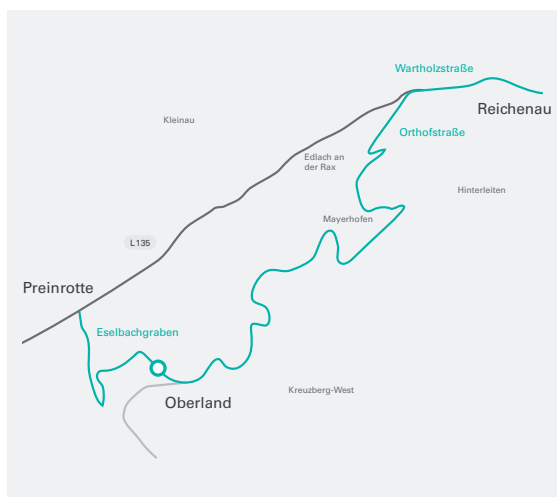 Wartholzstraße
Reichenau
Kleinau
Orthofstraße
Edlach an
der Rax
Hinterleiten
Mayerhofen
L135
Preinrotte
Eselbachgraben
Kreuzberg-West
Oberland